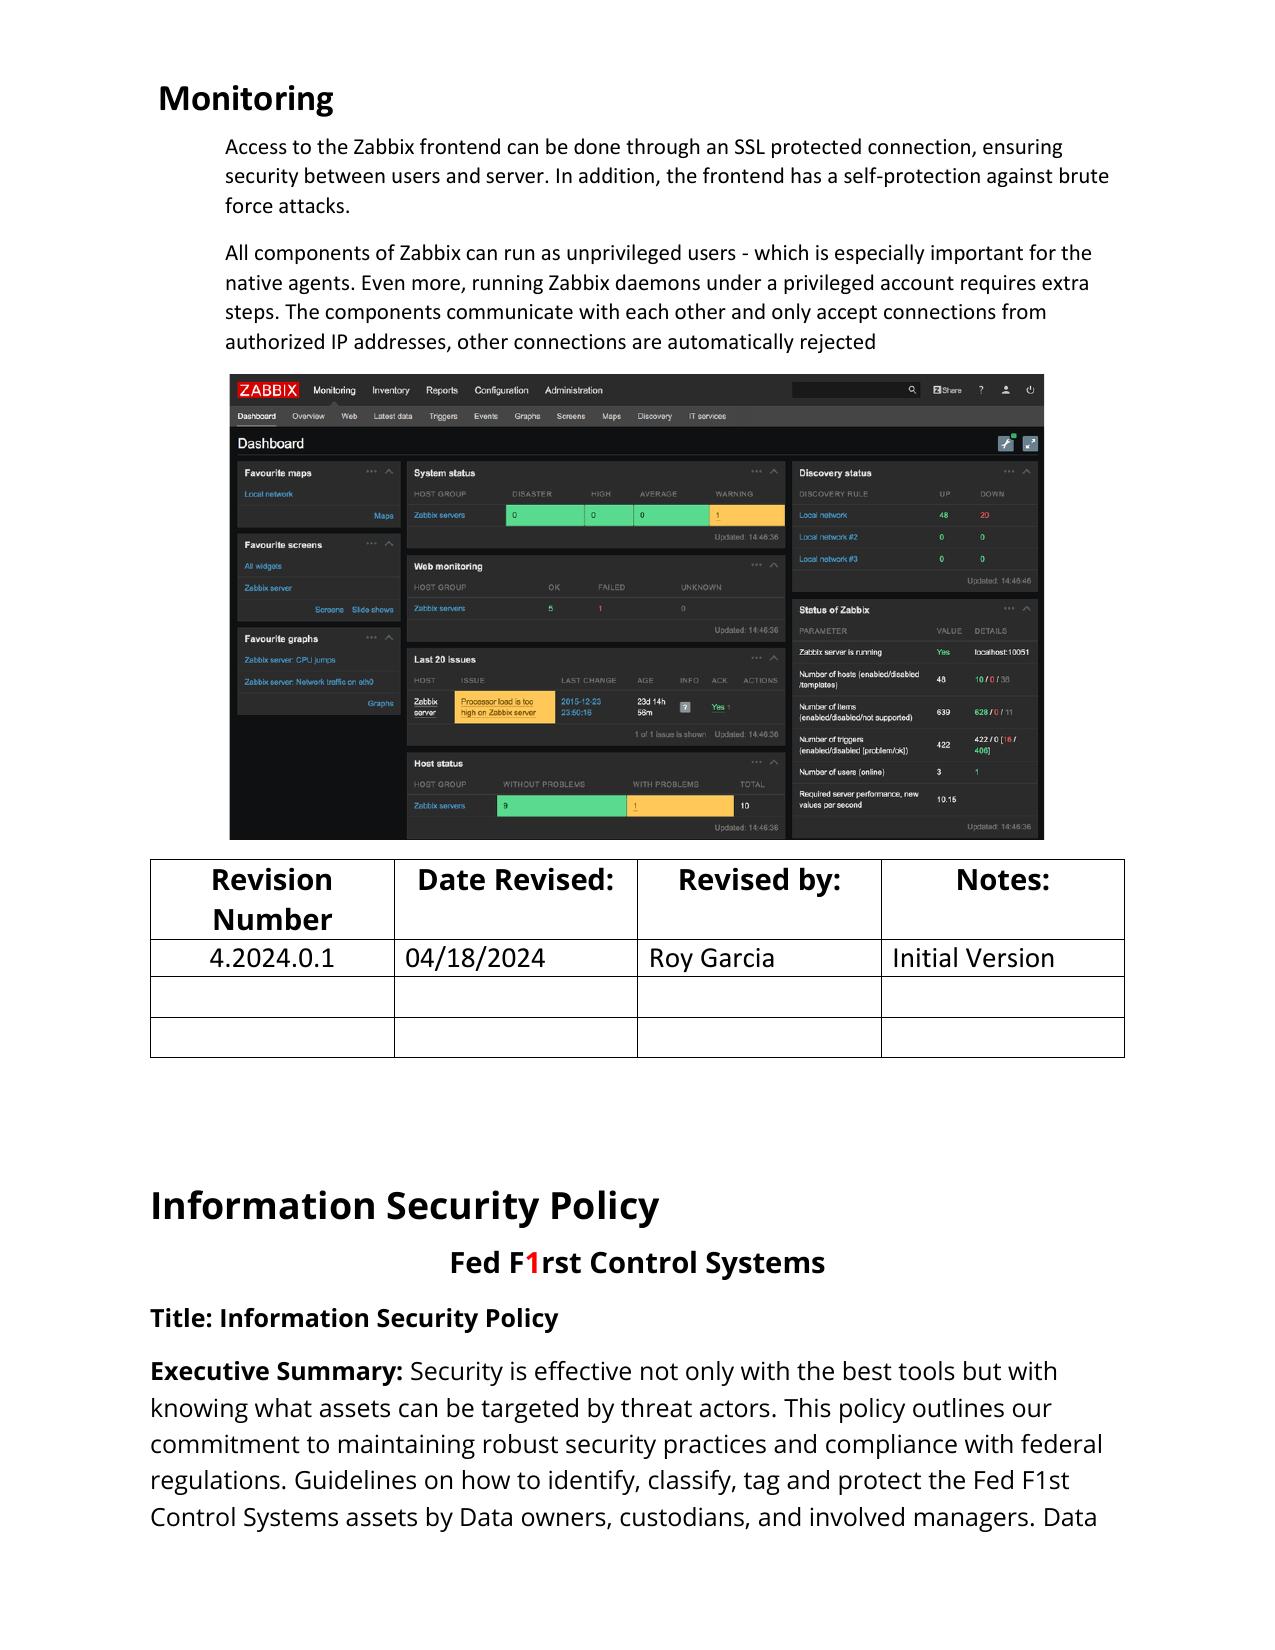 Monitoring
Access to the Zabbix frontend can be done through an SSL protected connection, ensuring
security between users and server. In addition, the frontend has a self-protection against brute
force attacks.
All components of Zabbix can run as unprivileged users - which is especially important for the
native agents. Even more, running Zabbix daemons under a privileged account requires extra
steps. The components communicate with each other and only accept connections from
authorized IP addresses, other connections are automatically rejected
ZABBIX Monitoring Inventory Reports Configuration Administration Z Share ?
Dashboard Overview Web Latest data Triggers Events Graphs Screens Maps Discovery IT services
Dashboard
Favourite maps
Local network
Maps
Favourite screens
All widgets
Zabbix server
Screens Slide shows
Favourite graphs
Zabbix server: CPU jumps
Zabbix server: Network traffic on eth0
Graphs
System status
HOST GROUP DISASTER HIGH AVERAGE WARNING
Zabbix servers 0 0 0 1
Updated: 14:46:36
Web monitoring
HOST GROUP OK FAILED UNKNOWN
Zabbix servers 5 1 0
Updated: 14:46:36
Last 20 issues
HOST ISSUE LAST CHANGE AGE INFO ACK ACTIONS
Zabbix Processor load is too 2015-12-23 23d 14h ? Yes 1
server high on Zabbix server 23:50:16 56m
1 of 1 issue is shown Updated: 14:46:36
Host status
HOST GROUP WITHOUT PROBLEMS WITH PROBLEMS TOTAL
Zabbix servers 9 1 10
Updated: 14:46:36
Discovery status
DISCOVERY RULE UP DOWN
Local network 48 20
Local network #2 0 0
Local network #3 0 0
Updated: 14:46:46
Status of Zabbix
PARAMETER VALUE DETAILS
Zabbix server is running Yes localhost:10051
Number of hosts (enabled/disabled 48 10 / 0 / 38
/templates)
Number of items 639 628 / 0 / 11
(enabled/disabled/not supported)
Number of triggers 422 422 / 0 [16 /
(enabled/disabled [problem/ok]) 406]
Number of users (online) 3 1
Required server performance, new 10.15
values per second
Updated: 14:46:36
Revision Date Revised: Revised by: Notes:
Number
4.2024.0.1 04/18/2024 Roy Garcia Initial Version
Information Security Policy
Fed F1rst Control Systems
Title: Information Security Policy
Executive Summary: Security is effective not only with the best tools but with
knowing what assets can be targeted by threat actors. This policy outlines our
commitment to maintaining robust security practices and compliance with federal
regulations. Guidelines on how to identify, classify, tag and protect the Fed F1st
Control Systems assets by Data owners, custodians, and involved managers. Data